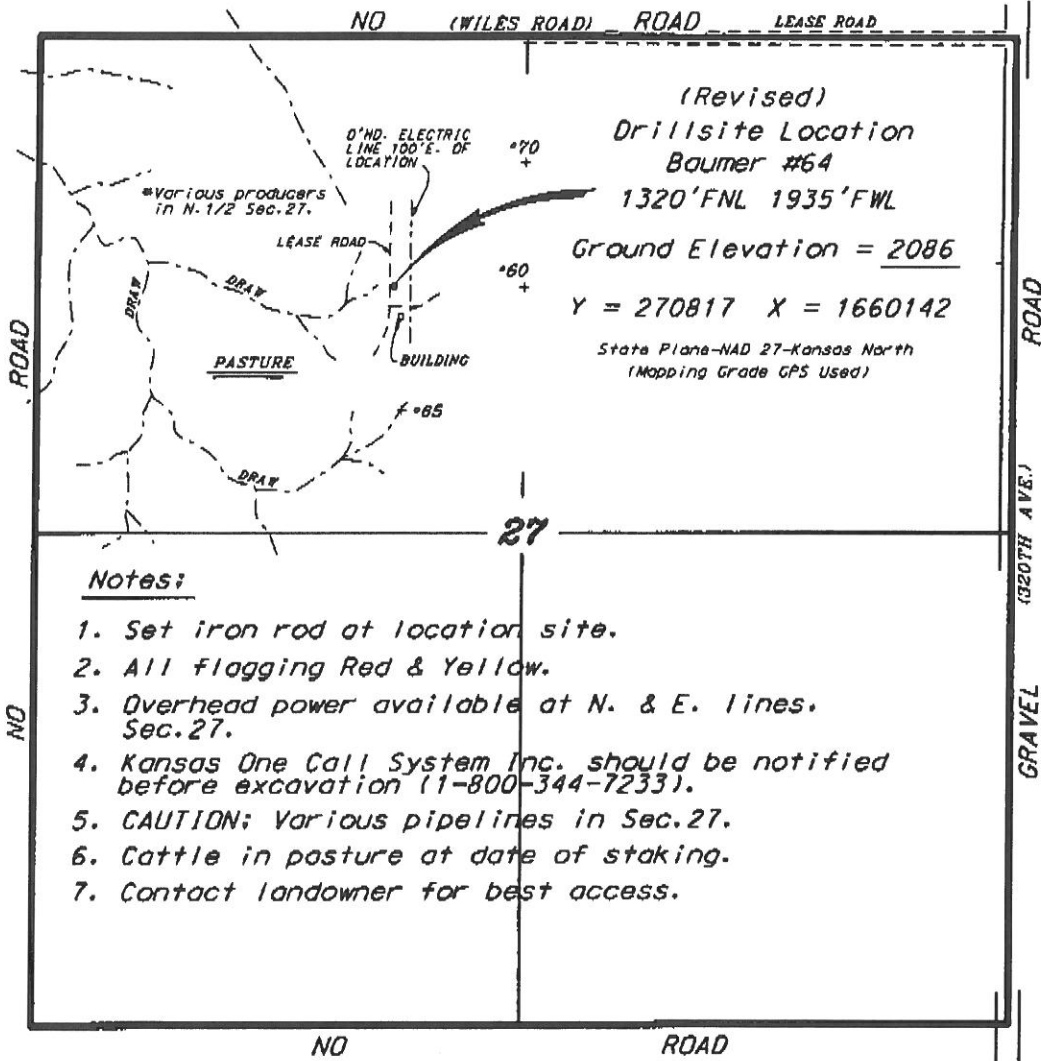 NO (WILES ROAD) ROAD LEASE ROAD
(Revised)
Drillsite Location
Baumer #64
1320'FNL 1935'FWL
Ground Elevation = 2086
Y = 270817 X = 1660142
State Plane-NAD 27-Kansas North
(Mapping Grade GPS Used)
O'HD. ELECTRIC
LINE 100'E. OF
LOCATION
*70
*Various producers
in N.1/2 Sec.27.
LEASE ROAD
*60
DRAW
DRAW
PASTURE
BUILDING
*65
DRAW
27
NO ROAD
GRAVEL (320TH AVE.) ROAD
Notes:
1. Set iron rod at location site.
2. All flagging Red & Yellow.
3. Overhead power available at N. & E. lines.
Sec.27.
4. Kansas One Call System Inc. should be notified
before excavation (1-800-344-7233).
5. CAUTION: Various pipelines in Sec.27.
6. Cattle in pasture at date of staking.
7. Contact landowner for best access.
NO ROAD